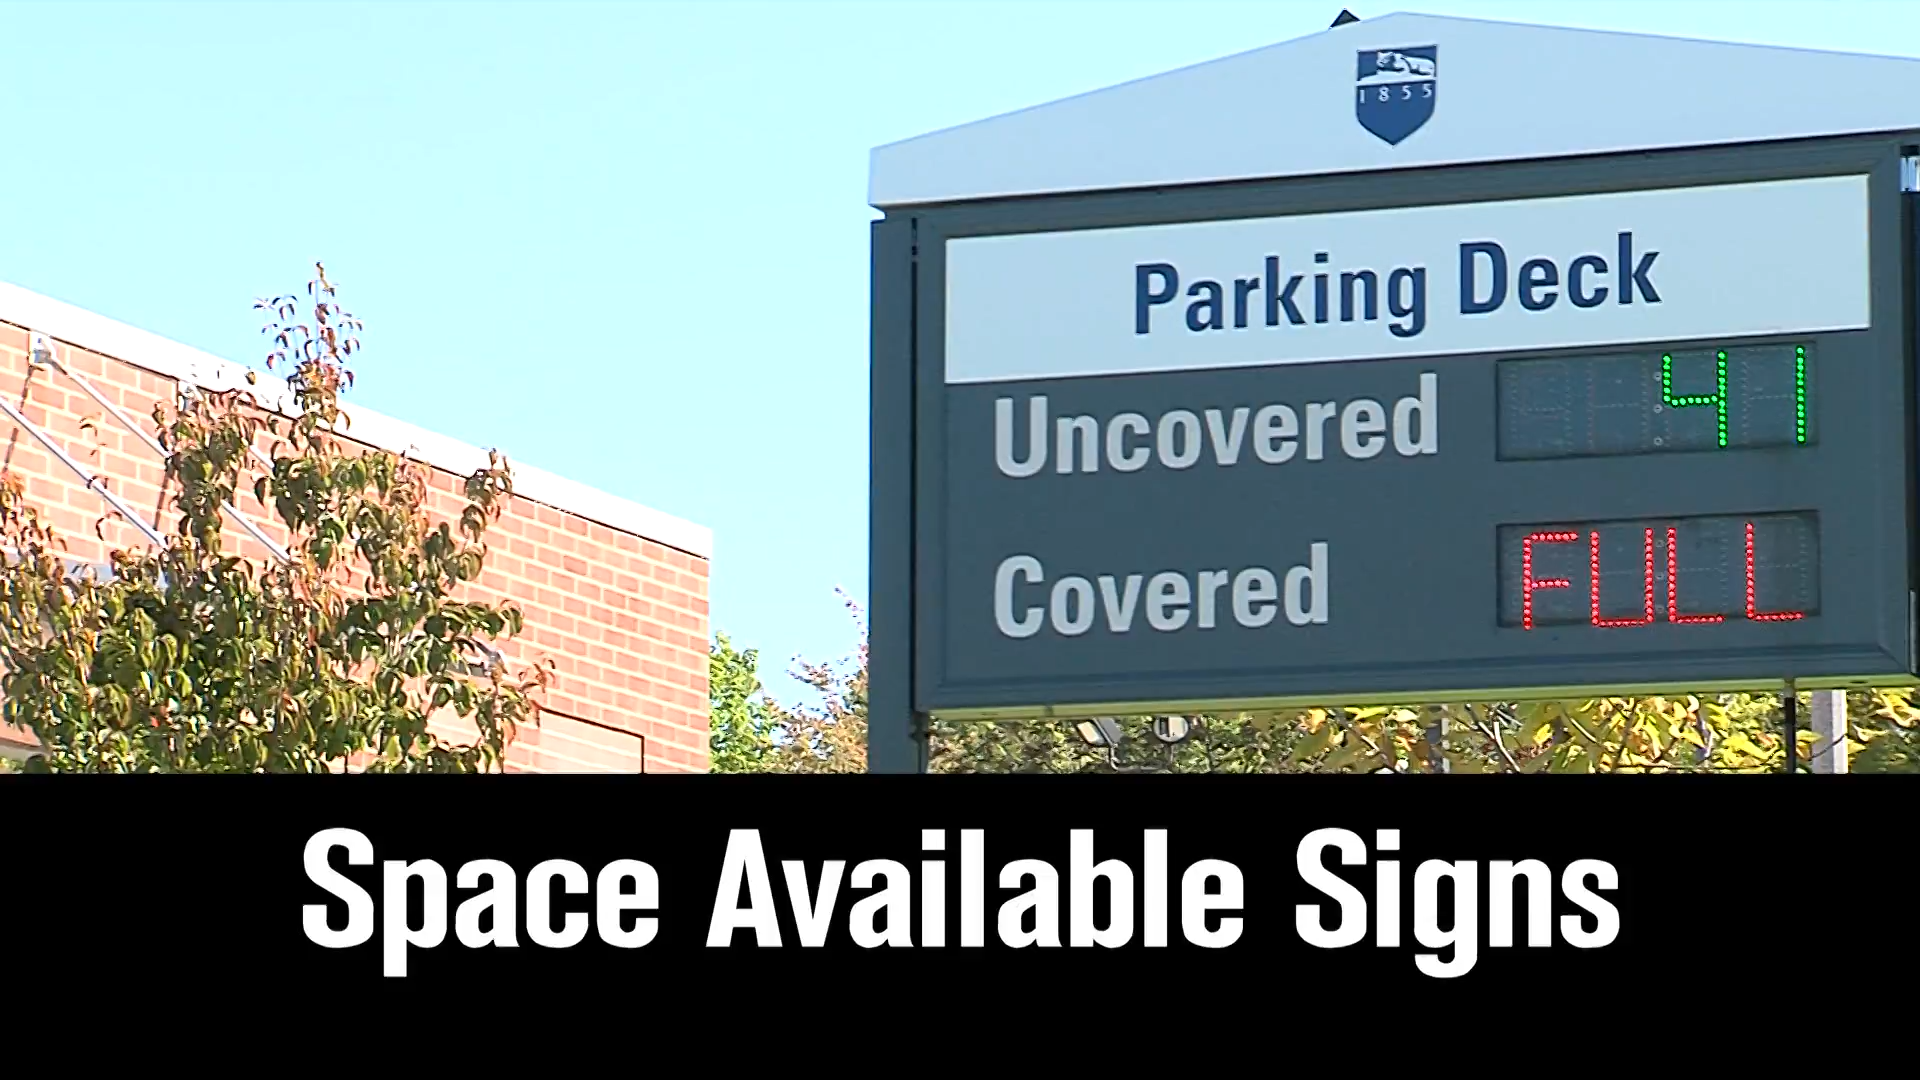 1855
Parking Deck
Uncovered 41
Covered FULL
Space Available Signs